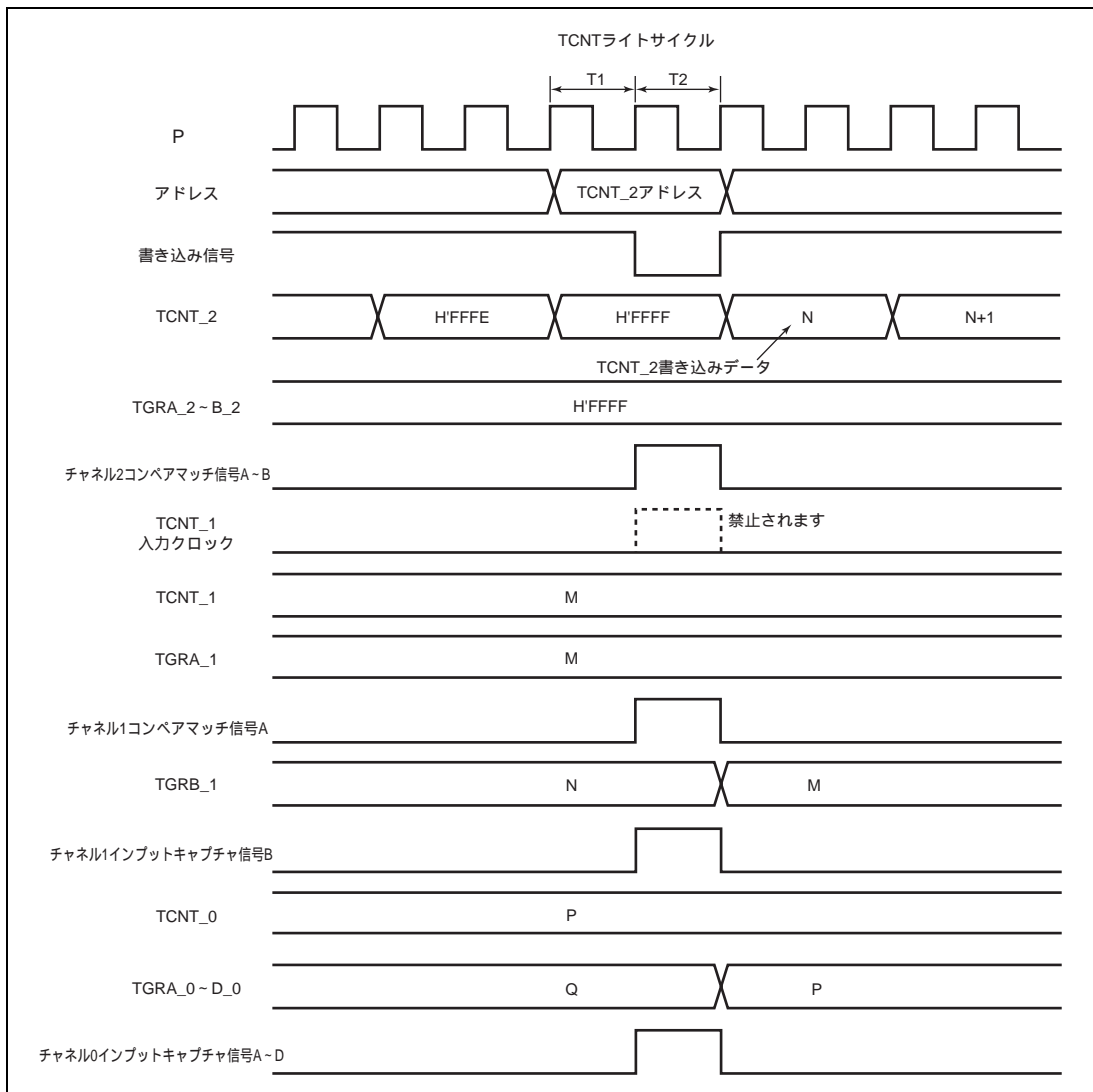 TCNTライトサイクル
T1 T2
P
アドレス TCNT_2アドレス
書き込み信号
TCNT_2 H'FFFE H'FFFF N N+1
TCNT_2書き込みデータ
TGRA_2~B_2 H'FFFF
チャネル2コンペアマッチ信号A~B
TCNT_1 禁止されます
入力クロック
TCNT_1 M
TGRA_1 M
チャネル1コンペアマッチ信号A
TGRB_1 N M
チャネル1インプットキャプチャ信号B
TCNT_0 P
TGRA_0~D_0 Q P
チャネル0インプットキャプチャ信号A~D